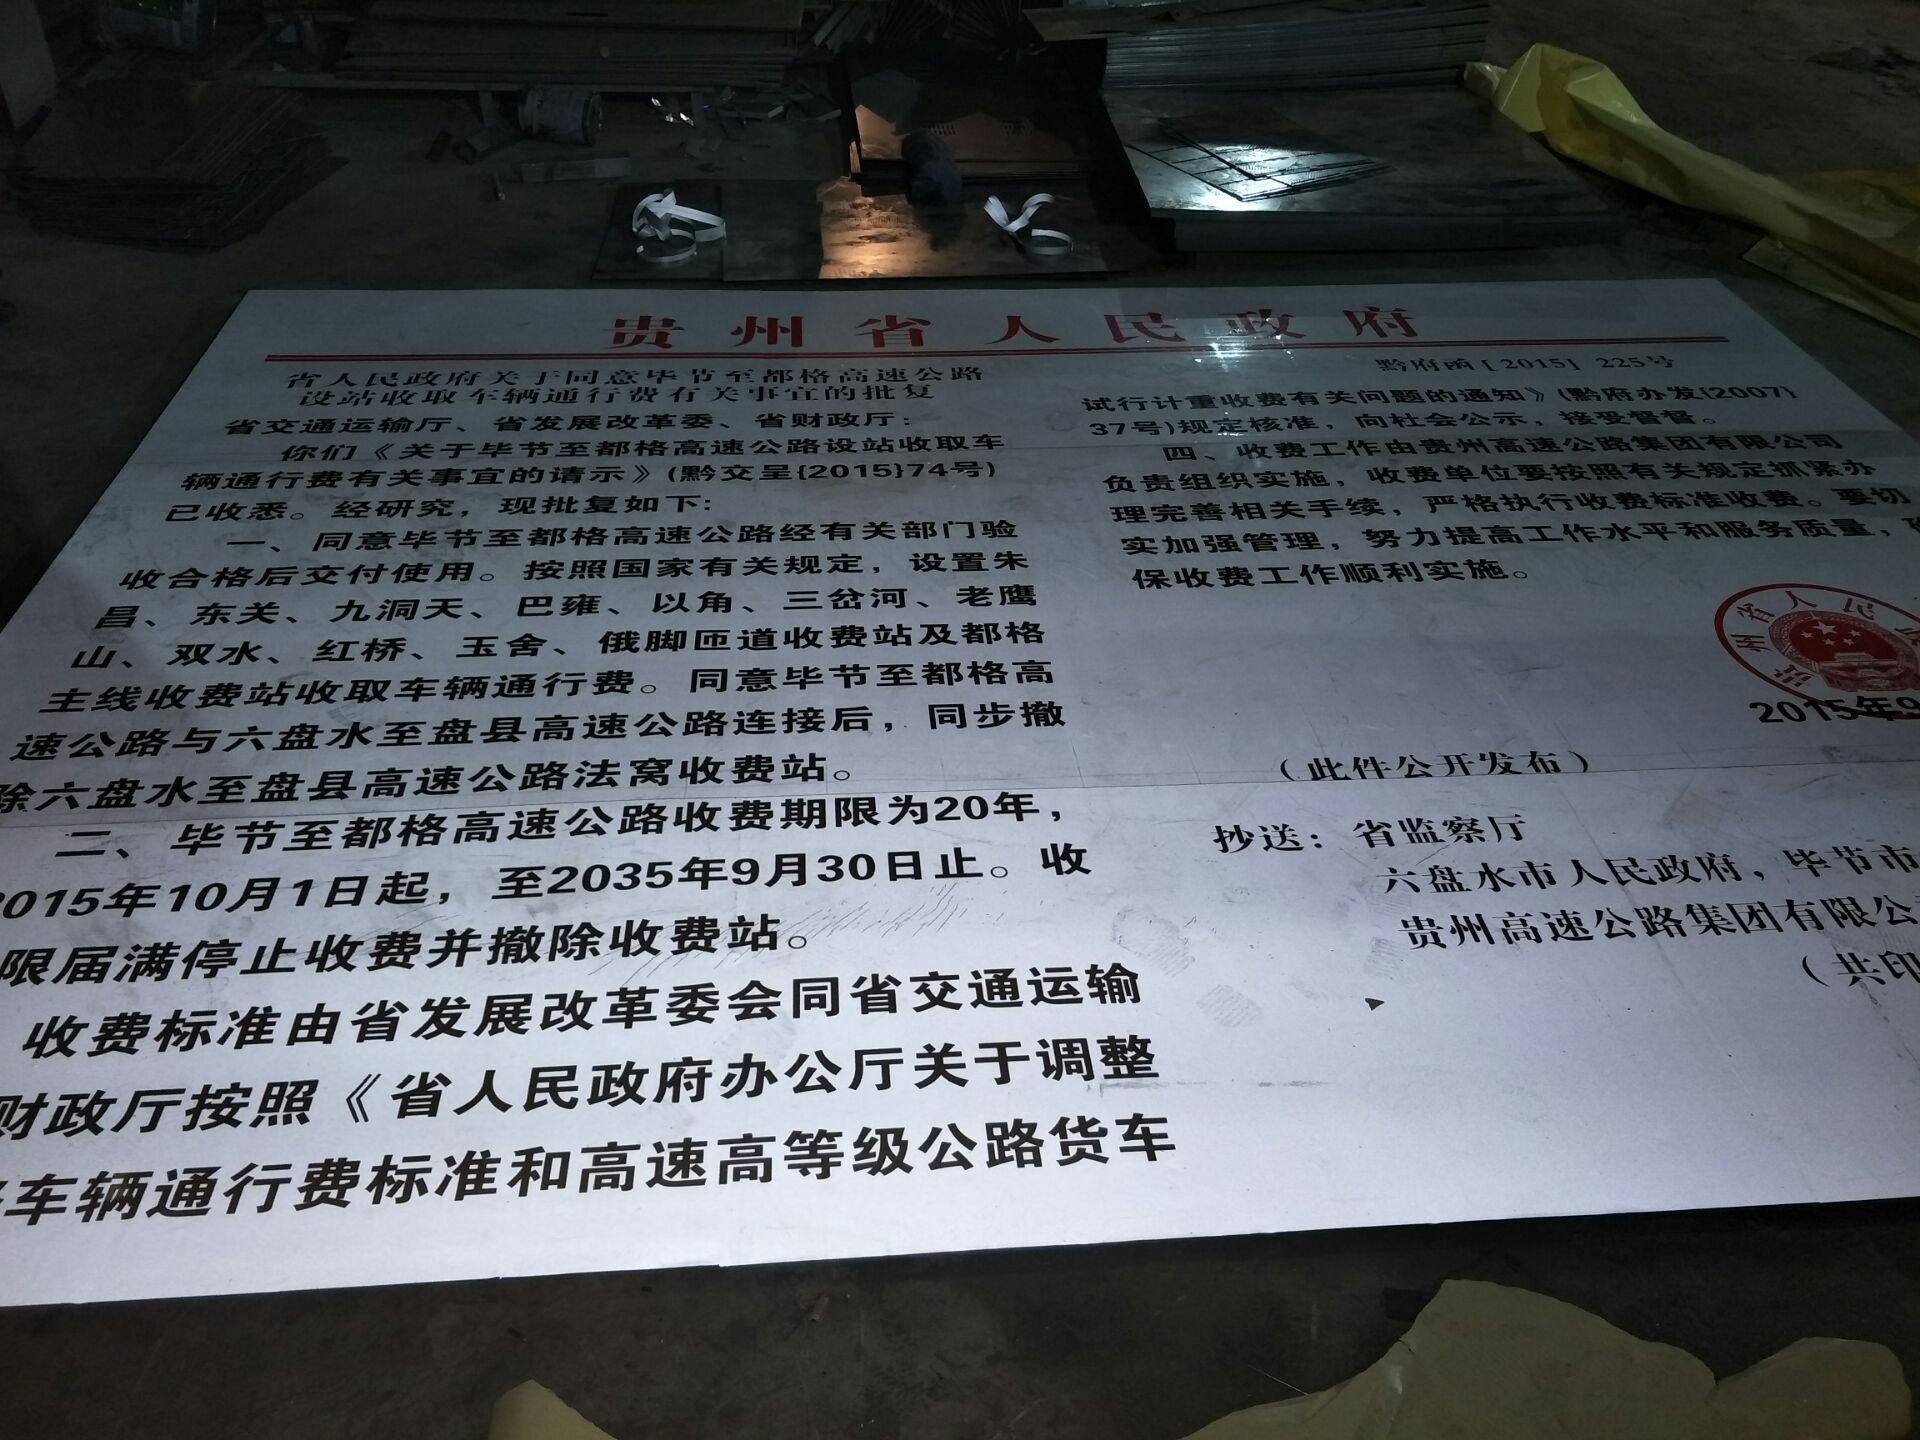 贵州省人民政府
黔府函[2015] 225号
省人民政府关于同意毕节至都格高速公路
设站收取车辆通行费有关事宜的批复
省交通运输厅、省发展改革委、省财政厅：
你们《关于毕节至都格高速公路设站收取车
辆通行费有关事宜的请示》(黔交呈{2015}74号)
已收悉。经研究，现批复如下：
一、同意毕节至都格高速公路经有关部门验
收合格后交付使用。按照国家有关规定，设置朱
昌、东关、九洞天、巴雍、以角、三岔河、老鹰
山、双水、红桥、玉舍、俄脚匝道收费站及都格
主线收费站收取车辆通行费。同意毕节至都格高
速公路与六盘水至盘县高速公路连接后，同步撤
除六盘水至盘县高速公路法窝收费站。
二、毕节至都格高速公路收费期限为20年，
2015年10月1日起，至2035年9月30日止。收
限届满停止收费并撤除收费站。
收费标准由省发展改革委会同省交通运输
财政厅按照《省人民政府办公厅关于调整
车辆通行费标准和高速高等级公路货车
试行计重收费有关问题的通知》(黔府办发{2007}
37号)规定核准，向社会公示，接受督督。
四、收费工作由贵州高速公路集团有限公司
负责组织实施，收费单位要按照有关规定抓紧办
理完善相关手续，严格执行收费标准收费。要切
实加强管理，努力提高工作水平和服务质量，确
保收费工作顺利实施。
贵州省人民
2015年9
（此件公开发布）
抄送：省监察厅
六盘水市人民政府，毕节市
贵州高速公路集团有限公
（共印